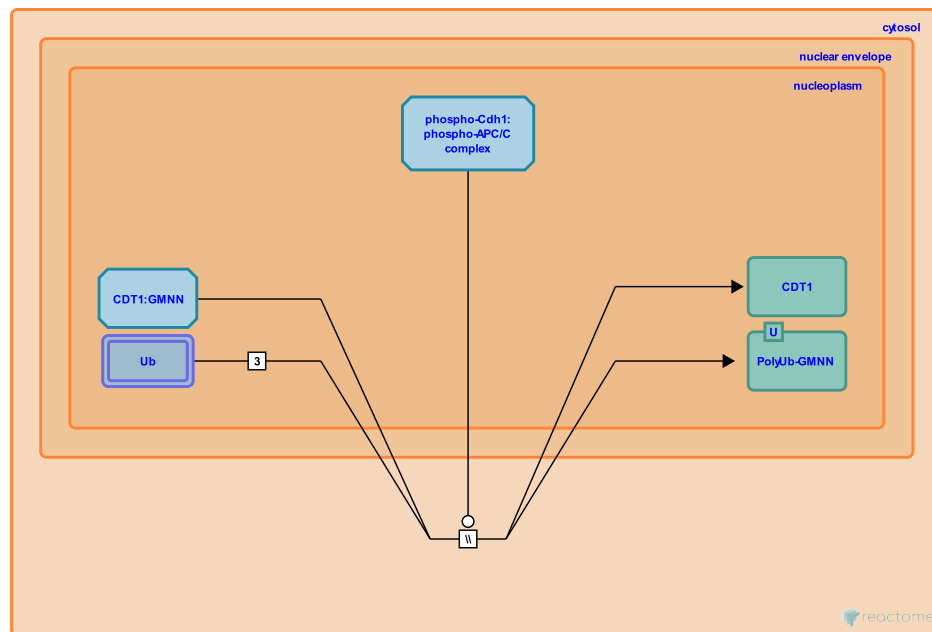 cytosol
nuclear envelope
nucleoplasm
phospho-Cdh1:
phospho-APC/C
complex
CDT1:GMNN
CDT1
U
Ub
3
PolyUb-GMNN
\\
reactome